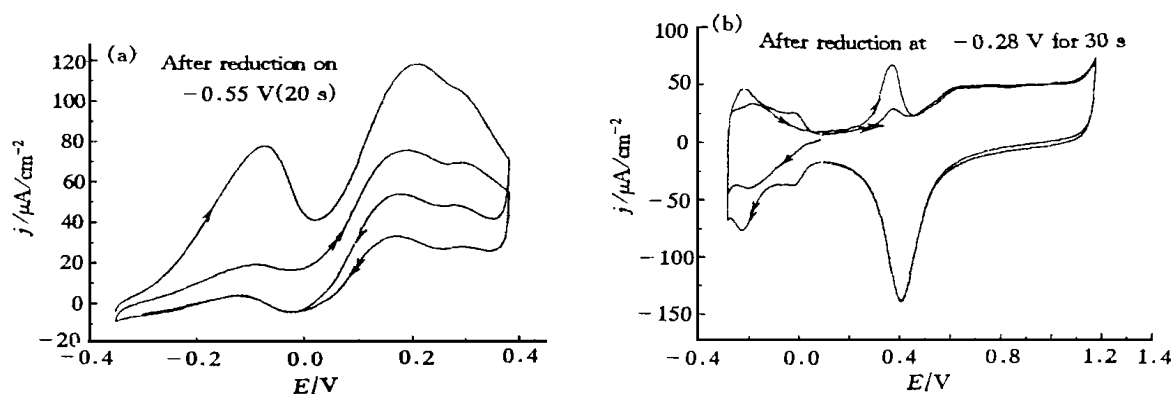 (a)
After reduction on
−0.55 V(20 s)
120
100
80
60
40
20
0
−20
−0.4
−0.2
0.0
0.2
0.4
j/μA/cm⁻²
E/V
(b)
After reduction at −0.28 V for 30 s
100
50
0
−50
−100
−150
−0.4
0.0
0.4
0.8
1.2
1.4
j/μA/cm⁻²
E/V